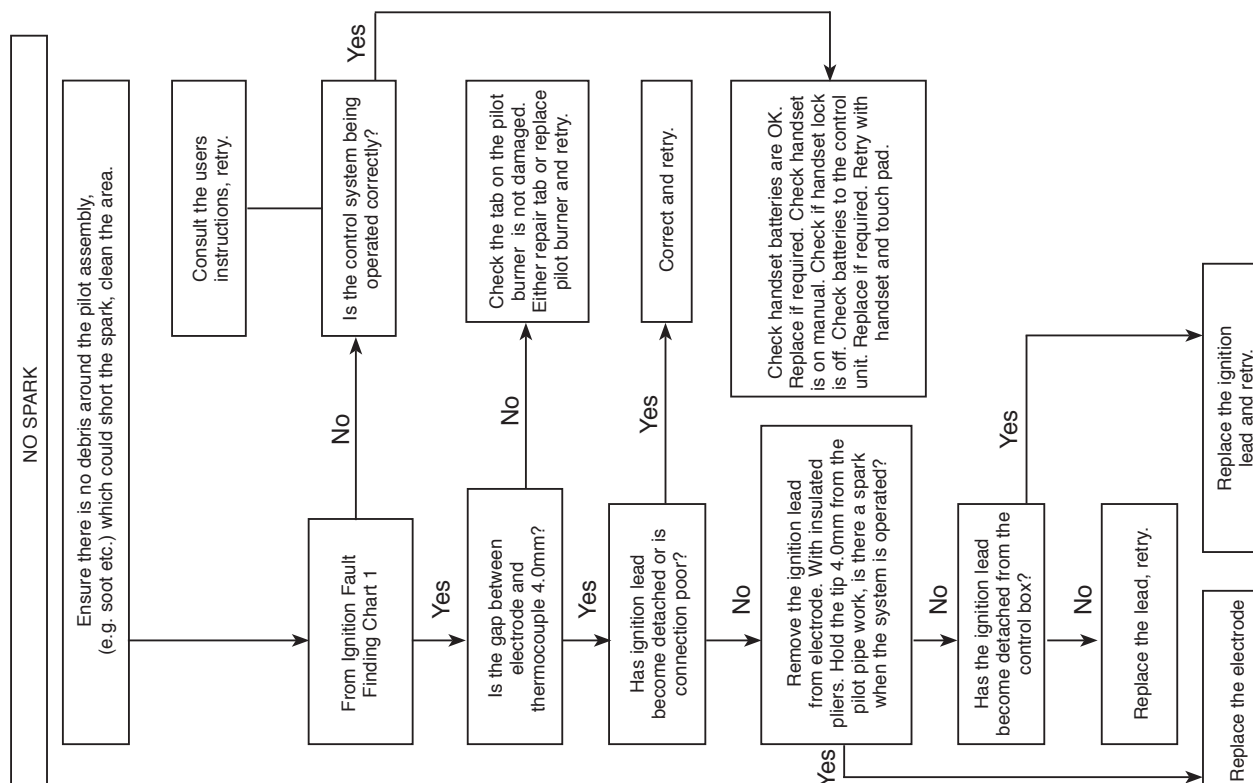 NO SPARK
Ensure there is no debris around the pilot assembly,
(e.g. soot etc.) which could short the spark, clean the area.
Consult the users
instructions, retry.
From Ignition Fault
Finding Chart 1
No
Is the control system being
operated correctly?
Yes
Yes
Is the gap between
electrode and
thermocouple 4.0mm?
No
Check the tab on the pilot
burner is not damaged.
Either repair tab or replace
pilot burner and retry.
Yes
Has ignition lead
become detached or is
connection poor?
Yes
Correct and retry.
No
Remove the ignition lead
from electrode. With insulated
pliers. Hold the tip 4.0mm from the
pilot pipe work, is there a spark
when the system is operated?
Check handset batteries are OK.
Replace if required. Check handset
is on manual. Check if handset lock
is off. Check batteries to the control
unit. Replace if required. Retry with
handset and touch pad.
Yes
No
Has the ignition lead
become detached from the
control box?
Yes
No
Replace the lead, retry.
Replace the electrode
Replace the ignition
lead and retry.